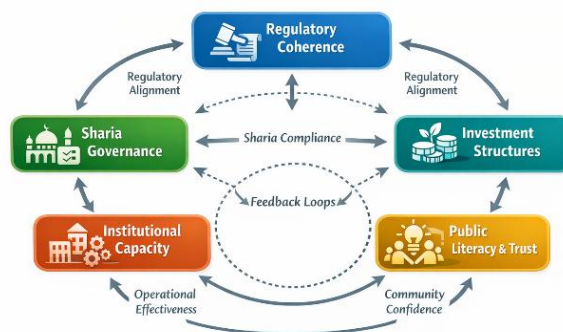 Regulatory
Coherence
Regulatory
Alignment
Regulatory
Alignment
Sharia
Governance
Sharia Compliance
Investment
Structures
Feedback Loops
Institutional
Capacity
Public
Literacy & Trust
Operational
Effectiveness
Community
Confidence